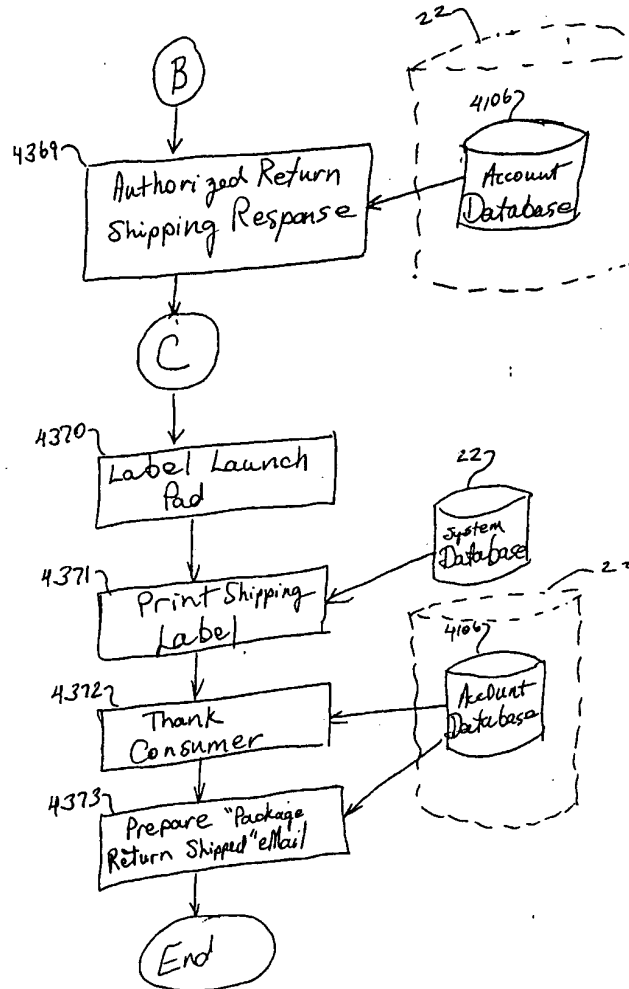 22
B
4106
4369
Authorized Return
Shipping Response
Account
Database
C
4370
Label Launch
Pad
22
System
Database
4371
Print Shipping
Label
4106
4372
Thank
Consumer
Account
Database
4373
Prepare "Package
Return Shipped" eMail
End